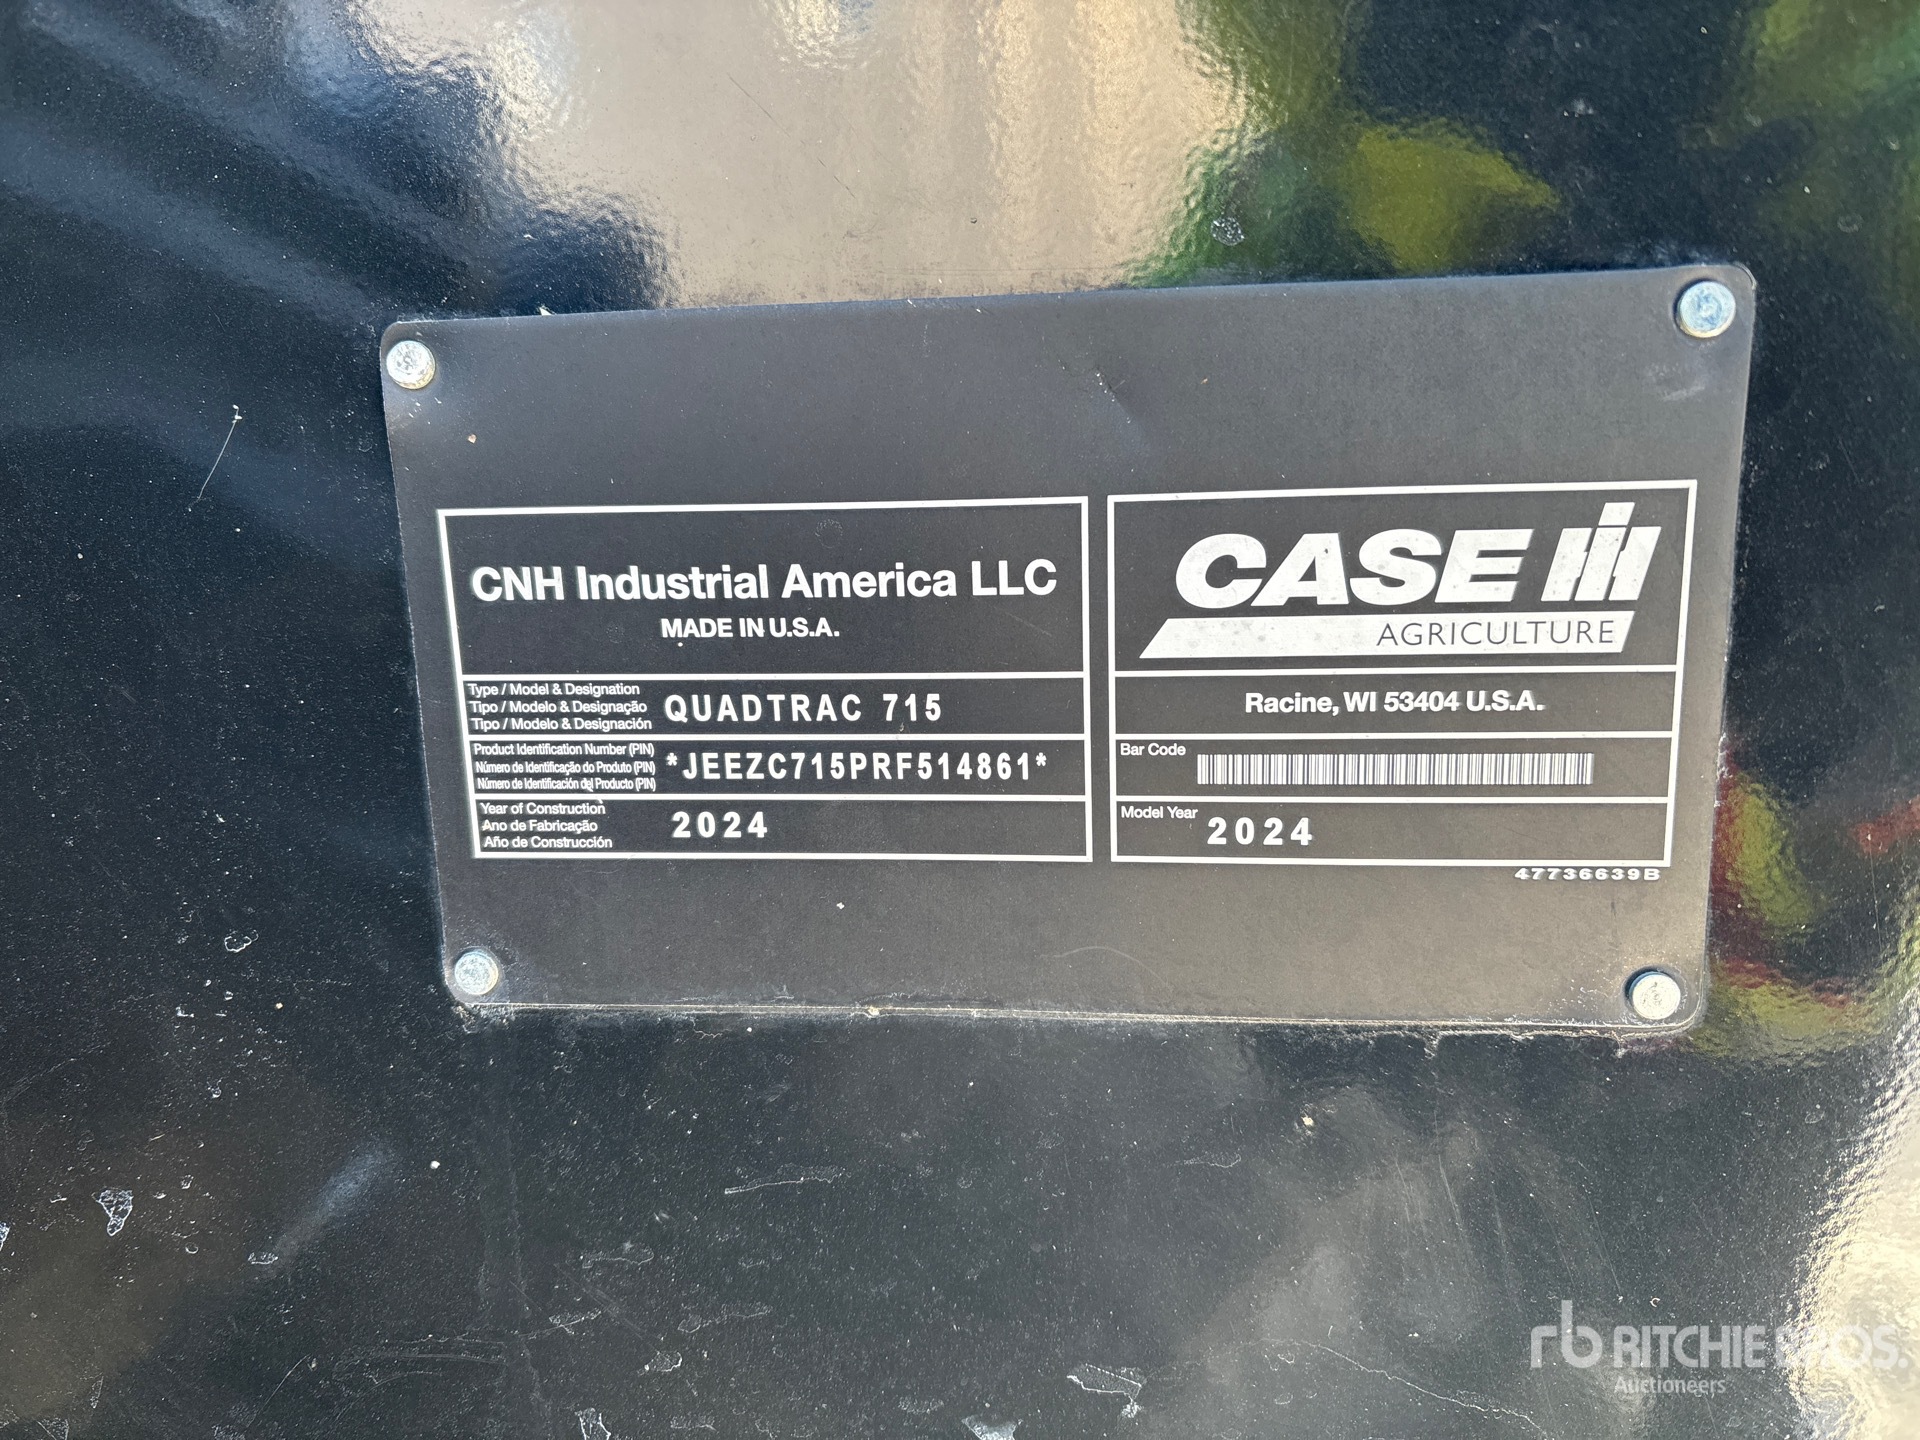 CNH Industrial America LLC
MADE IN U.S.A.
Type / Model & Designation
Tipo / Modelo & Designação
Tipo / Modelo & Designación
QUADTRAC 715
Product Identification Number (PIN)
Número de Identificação do Produto (PIN)
Número de Identificación del Producto (PIN)
*JEEZC715PRF514861*
Year of Construction
Ano de Fabricação
Año de Construcción
2024
CASE IH
AGRICULTURE
Racine, WI 53404 U.S.A.
Bar Code
Model Year
2024
47736639B
rb RITCHIE BROS.
Auctioneers